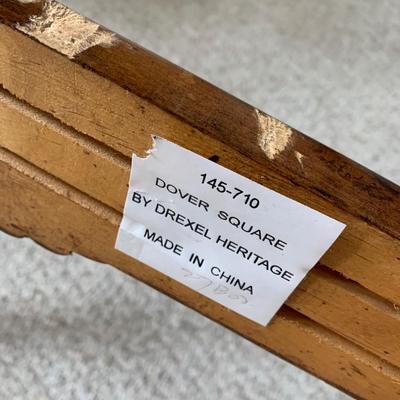 145-710
DOVER SQUARE
BY DREXEL HERITAGE
MADE IN CHINA